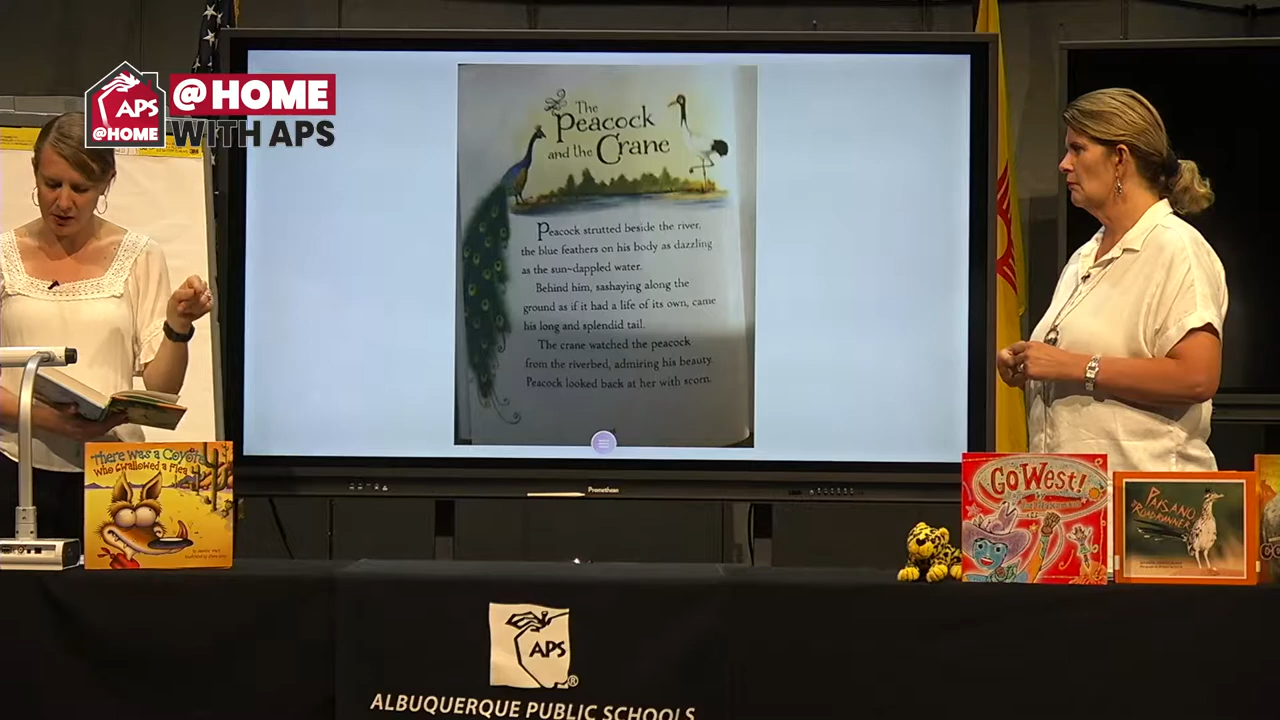 APS
@HOME
@HOME
WITH APS
The
Peacock
and the Crane
Peacock strutted beside the river,
the blue feathers on his body as dazzling
as the sun-dappled water.
Behind him, sashaying along the
ground as if it had a life of its own, came
his long and splendid tail.
The crane watched the peacock
from the riverbed, admiring his beauty.
Peacock looked back at her with scorn.
Promethean
There was a Coyote
Who Swallowed a Flea
Go West!
PAISANO
ROADRUNNER
APS
®
ALBUQUERQUE PUBLIC SCHOOLS